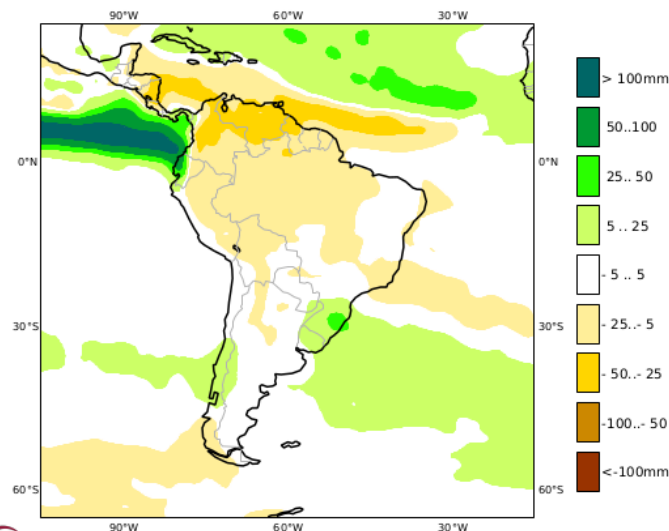 90°W 60°W 30°W
> 100mm
50..100
0°N 0°N
25.. 50
5 .. 25
- 5 .. 5
30°S - 25..- 5 30°S
- 50..- 25
-100..- 50
<-100mm
60°S 60°S
90°W 60°W 30°W